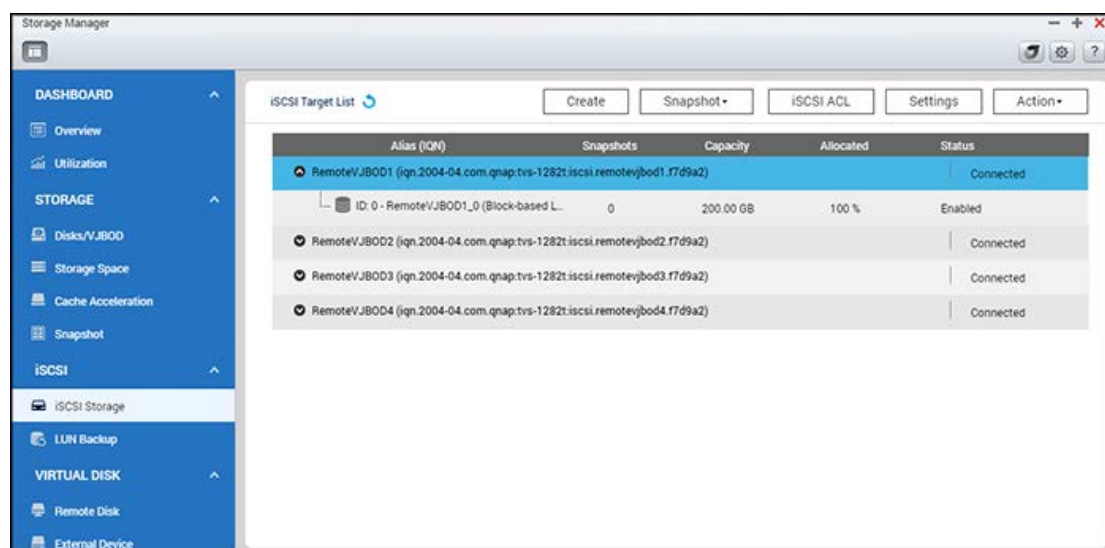 Storage Manager
DASHBOARD
Overview
Utilization
STORAGE
Disks/VJBOD
Storage Space
Cache Acceleration
Snapshot
iSCSI
iSCSI Storage
LUN Backup
VIRTUAL DISK
Remote Disk
External Device
iSCSI Target List Create Snapshot iSCSI ACL Settings Action
Alias (IQN) Snapshots Capacity Allocated Status
RemoteVJBOD1 (iqn.2004-04.com.qnap:tvs-1282t:iscsi.remotevjbod1.f7d9a2) Connected
ID: 0 - RemoteVJBOD1_0 (Block-based L... 0 200.00 GB 100 % Enabled
RemoteVJBOD2 (iqn.2004-04.com.qnap:tvs-1282t:iscsi.remotevjbod2.f7d9a2) Connected
RemoteVJBOD3 (iqn.2004-04.com.qnap:tvs-1282t:iscsi.remotevjbod3.f7d9a2) Connected
RemoteVJBOD4 (iqn.2004-04.com.qnap:tvs-1282t:iscsi.remotevjbod4.f7d9a2) Connected